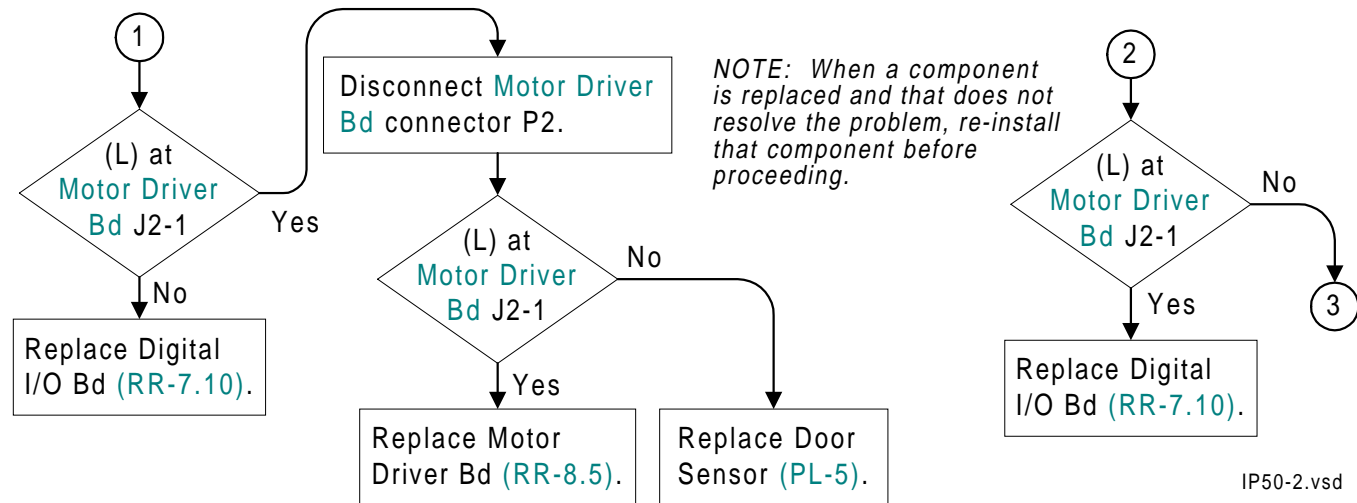 1
(L) at
Motor Driver
Bd J2-1
Yes
No
Replace Digital
I/O Bd (RR-7.10).
Disconnect Motor Driver
Bd connector P2.
(L) at
Motor Driver
Bd J2-1
No
Yes
Replace Motor
Driver Bd (RR-8.5).
Replace Door
Sensor (PL-5).
NOTE: When a component
is replaced and that does not
resolve the problem, re-install
that component before
proceeding.
2
(L) at
Motor Driver
Bd J2-1
No
3
Yes
Replace Digital
I/O Bd (RR-7.10).
IP50-2.vsd